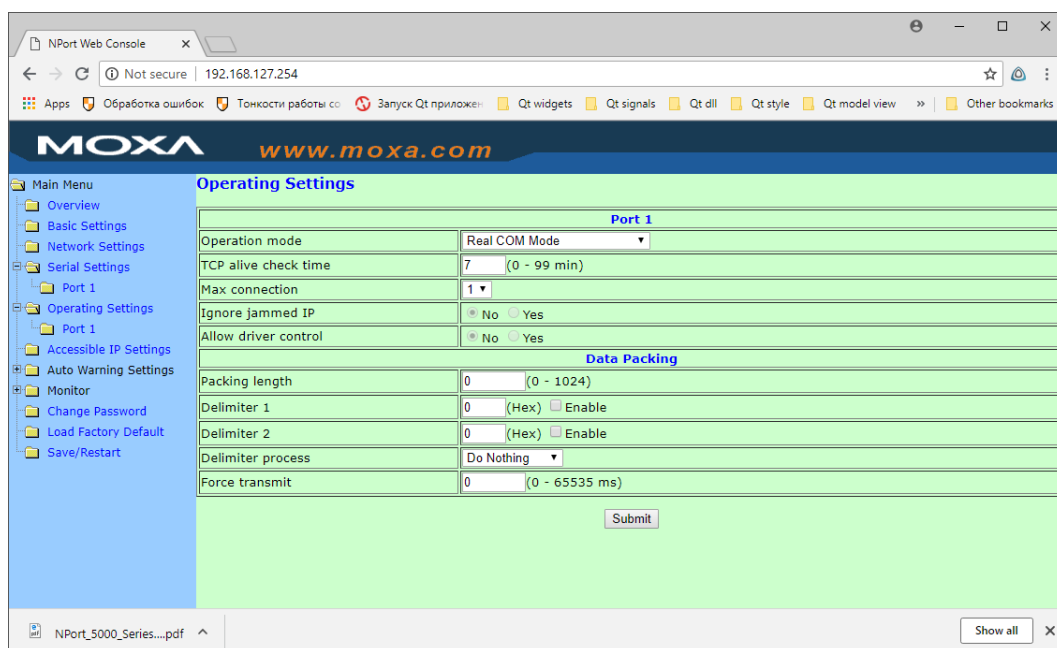 NPort Web Console
Not secure | 192.168.127.254
Apps Обработка ошибок Тонкости работы со Запуск Qt приложен Qt widgets Qt signals Qt dll Qt style Qt model view » Other bookmarks
MOXA www.moxa.com
Main Menu
Overview
Basic Settings
Network Settings
Serial Settings
Port 1
Operating Settings
Port 1
Accessible IP Settings
Auto Warning Settings
Monitor
Change Password
Load Factory Default
Save/Restart
Operating Settings
Port 1
Operation mode Real COM Mode
TCP alive check time 7 (0 - 99 min)
Max connection 1
Ignore jammed IP No Yes
Allow driver control No Yes
Data Packing
Packing length 0 (0 - 1024)
Delimiter 1 0 (Hex) Enable
Delimiter 2 0 (Hex) Enable
Delimiter process Do Nothing
Force transmit 0 (0 - 65535 ms)
Submit
NPort_5000_Series....pdf
Show all